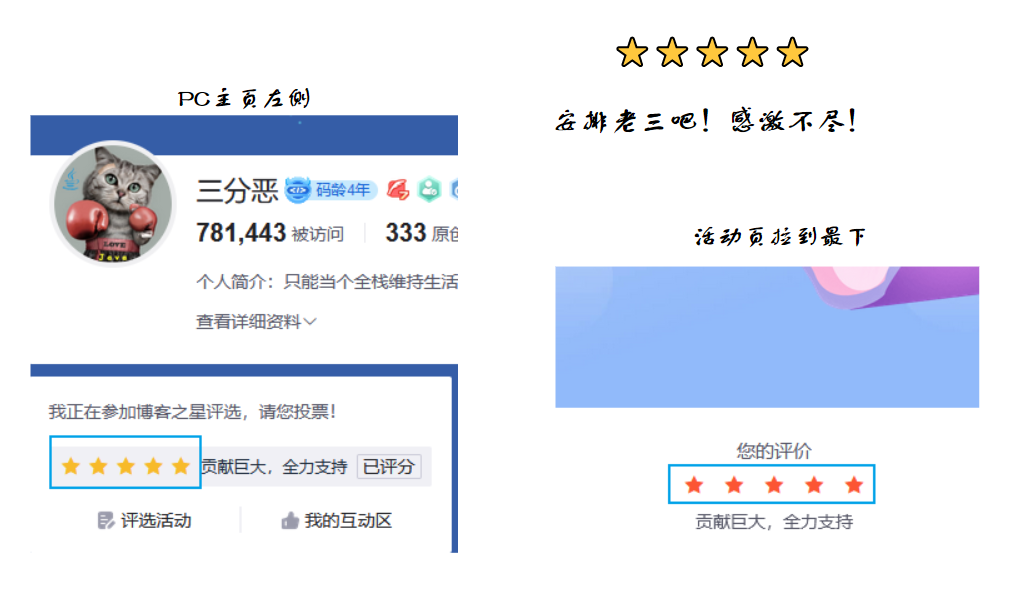 PC主页左侧
三分恶 码龄4年
781,443 被访问 333 原创
个人简介：只能当个全栈维持生活
查看详细资料
我正在参加博客之星评选，请您投票！
贡献巨大，全力支持 已评分
评选活动 我的互动区
安排老三吧！感激不尽！
活动页拉到最下
您的评价
贡献巨大，全力支持
LOVE
Java